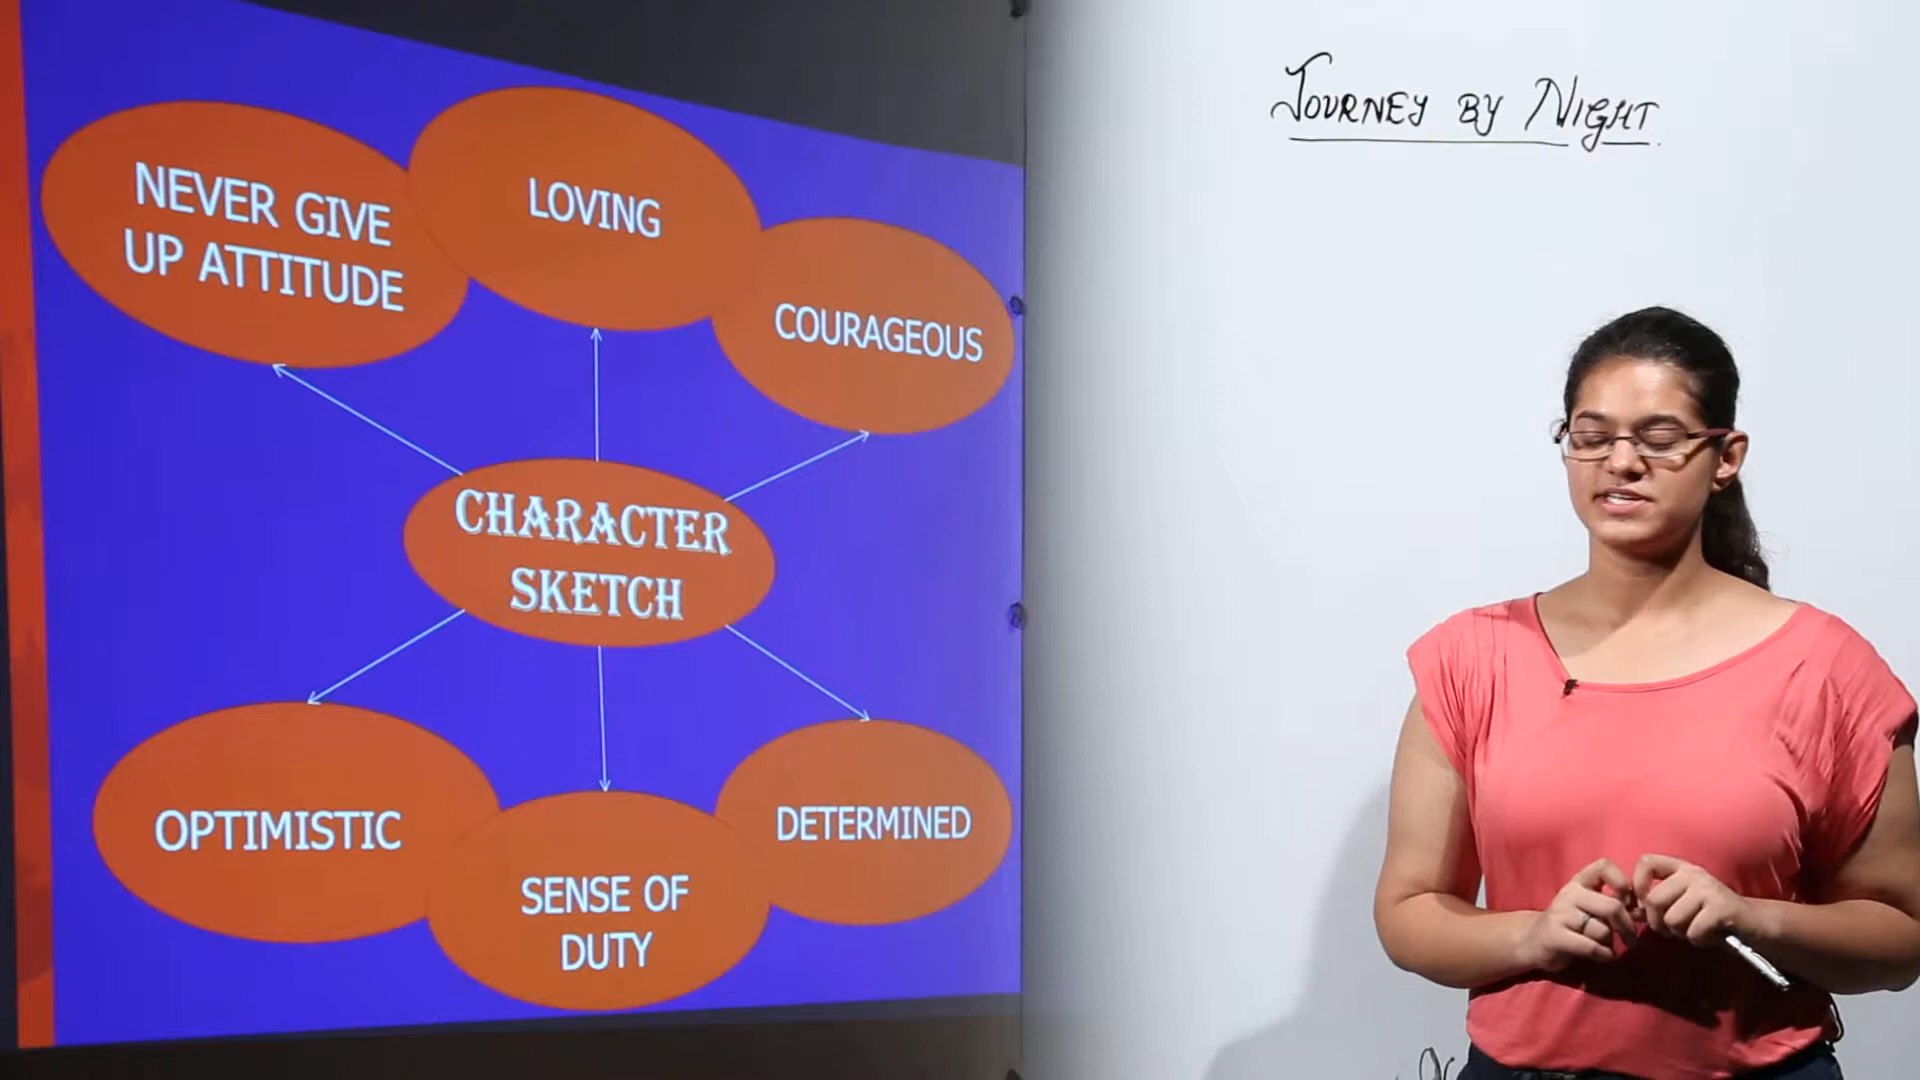 NEVER GIVE
UP ATTITUDE
LOVING
COURAGEOUS
CHARACTER
SKETCH
OPTIMISTIC
SENSE OF
DUTY
DETERMINED
JOURNEY BY NIGHT